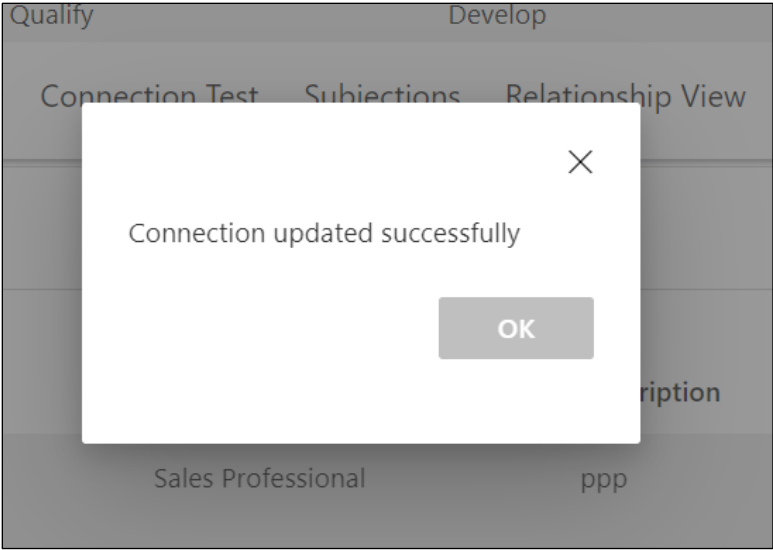 Qualify Develop
Connection Test Subjections Relationship View
Connection updated successfully
OK
ription
Sales Professional ppp